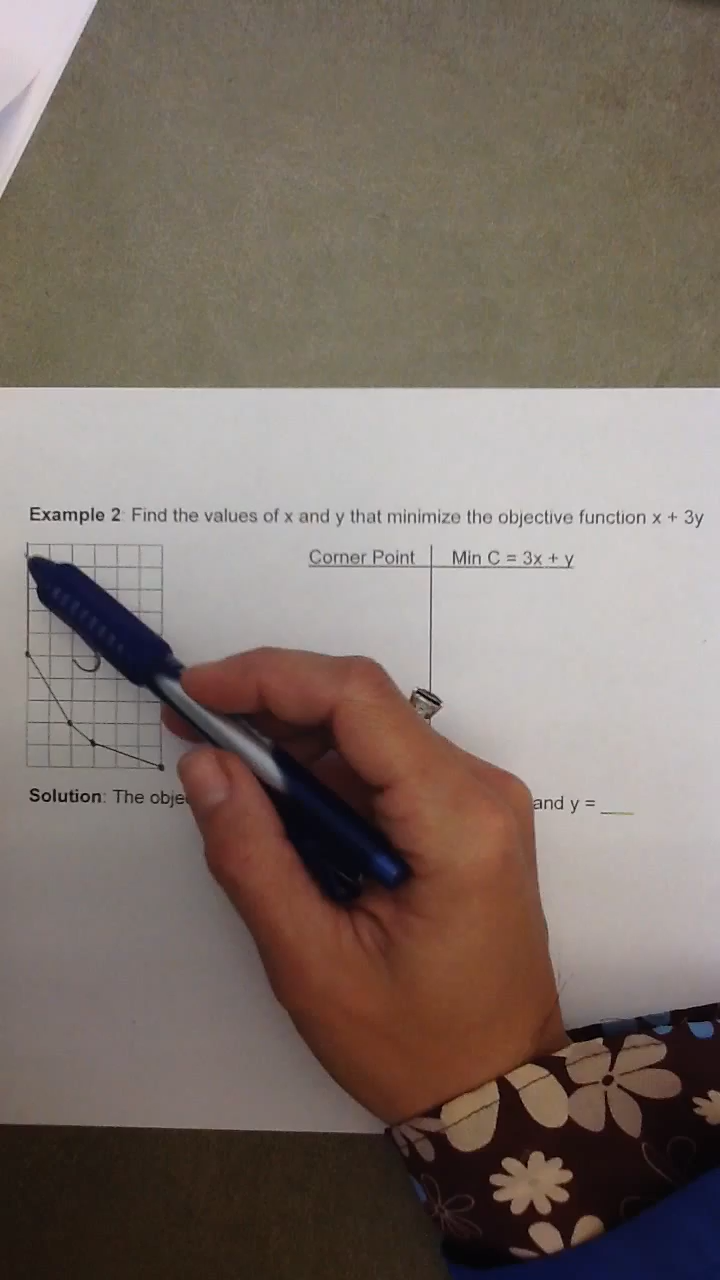 Example 2: Find the values of x and y that minimize the objective function x + 3y
Corner Point Min C = 3x + y
Solution: The obje and y = ___